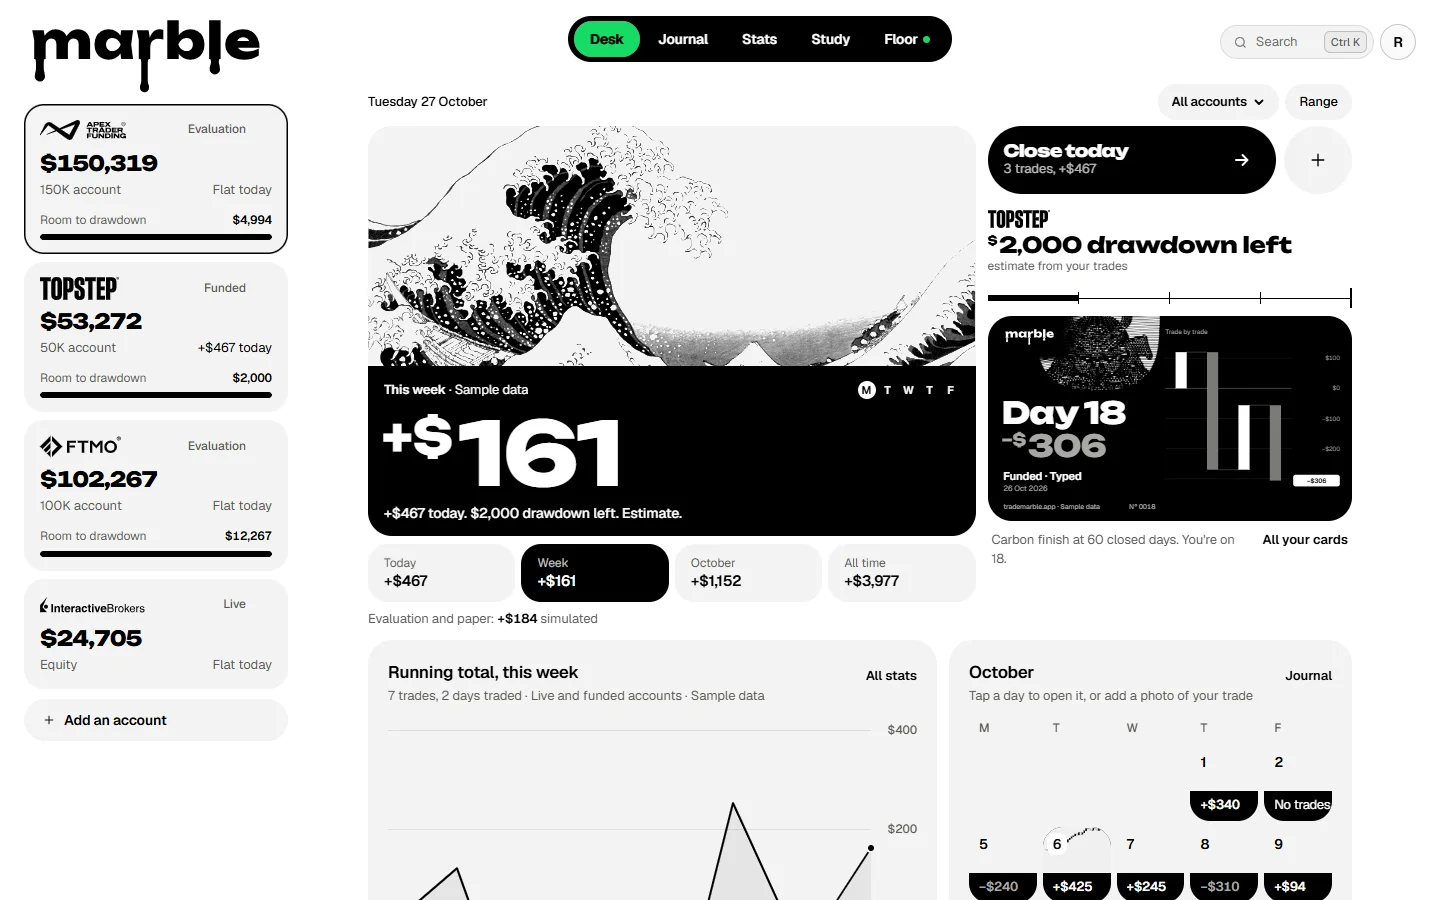 marble
Desk
Journal
Stats
Study
Floor
Search
Ctrl K
R
APEX
TRADER
FUNDING
Evaluation
$150,319
150K account
Flat today
Room to drawdown
$4,994
TOPSTEP
Funded
$53,272
50K account
+$467 today
Room to drawdown
$2,000
FTMO
Evaluation
$102,267
100K account
Flat today
Room to drawdown
$12,267
InteractiveBrokers
Live
$24,705
Equity
Flat today
+ Add an account
Tuesday 27 October
All accounts
Range
This week · Sample data
M T W T F
+$161
+$467 today. $2,000 drawdown left. Estimate.
Today
+$467
Week
+$161
October
+$1,152
All time
+$3,977
Evaluation and paper: +$184 simulated
Close today
3 trades, +$467
TOPSTEP
$2,000 drawdown left
estimate from your trades
marble
Trade by trade
$100
$0
−$100
−$200
−$306
Day 18
−$306
Funded · Typed
26 Oct 2026
trademarble.app · Sample data
N° 0018
Carbon finish at 60 closed days. You're on
18.
All your cards
Running total, this week
All stats
7 trades, 2 days traded · Live and funded accounts · Sample data
$400
$200
October
Journal
Tap a day to open it, or add a photo of your trade
M T W T F
1 2
+$340 No trades
5 6 7 8 9
−$240 +$425 +$245 −$310 +$94